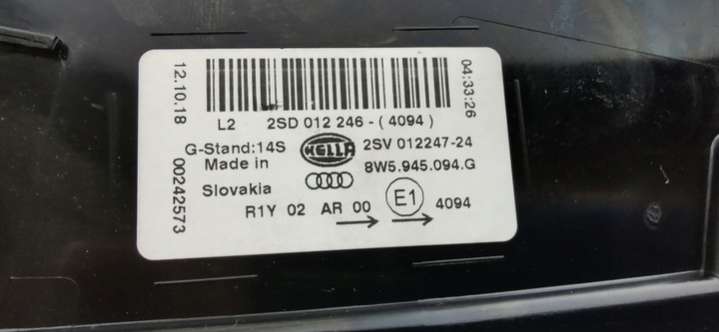 12.10.18
00242573
04:33:26
L2 2SD 012 246-(4094)
G-Stand:14S HELLA 2SV 012247-24
Made in 8W5.945.094.G
Slovakia
R1Y 02 AR 00 E1 4094